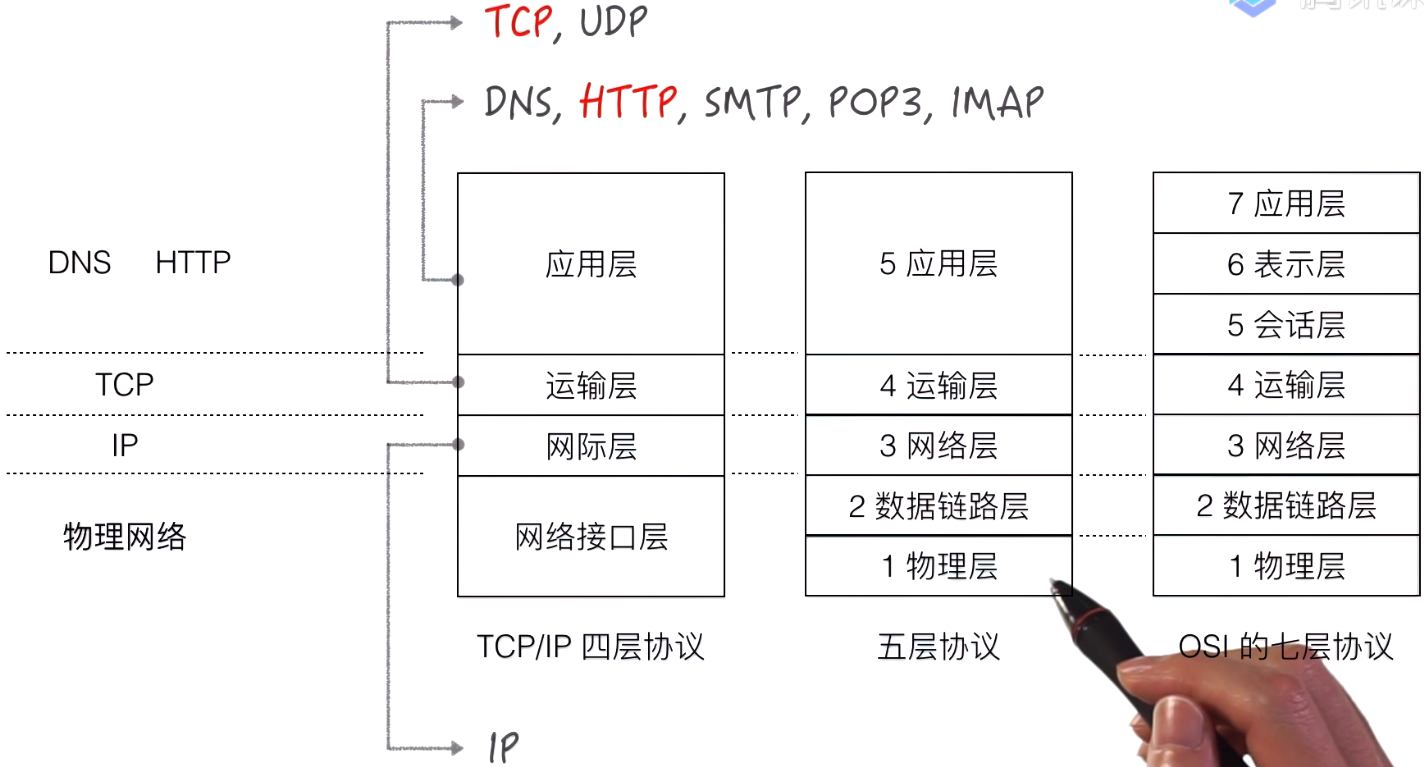 TCP, UDP
DNS, HTTP, SMTP, POP3, IMAP
DNS HTTP
TCP
IP
物理网络
应用层
运输层
网际层
网络接口层
TCP/IP 四层协议
5 应用层
4 运输层
3 网络层
2 数据链路层
1 物理层
五层协议
7 应用层
6 表示层
5 会话层
4 运输层
3 网络层
2 数据链路层
1 物理层
OSI 的七层协议
IP